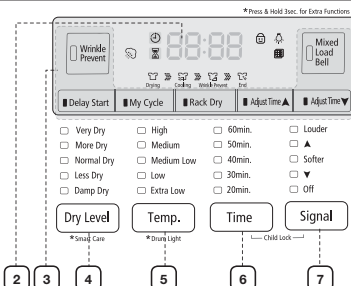 *Press & Hold 3sec. for Extra Functions
Wrinkle Prevent
88:88
Mixed Load Bell
Drying Cooling Wrinkle Prevent End
Delay Start My Cycle Rack Dry Adjust Time▲ Adjust Time▼
Very Dry High 60min. Louder
More Dry Medium 50min. ▲
Normal Dry Medium Low 40min. Softer
Less Dry Low 30min. ▼
Damp Dry Extra Low 20min. Off
Dry Level Temp. Time Signal
*Smart Care *Drum Light Child Lock
2 3 4 5 6 7